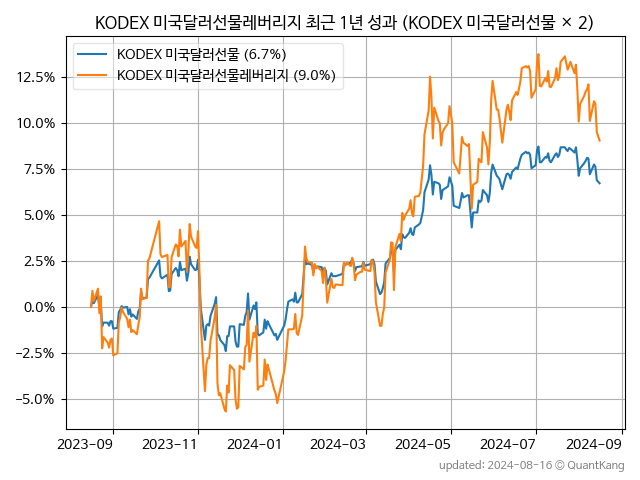 KODEX 미국달러선물레버리지 최근 1년 성과 (KODEX 미국달러선물 × 2)
KODEX 미국달러선물 (6.7%)
KODEX 미국달러선물레버리지 (9.0%)
12.5%
10.0%
7.5%
5.0%
2.5%
0.0%
−2.5%
−5.0%
2023-09 2023-11 2024-01 2024-03 2024-05 2024-07 2024-09
updated: 2024-08-16 © QuantKang